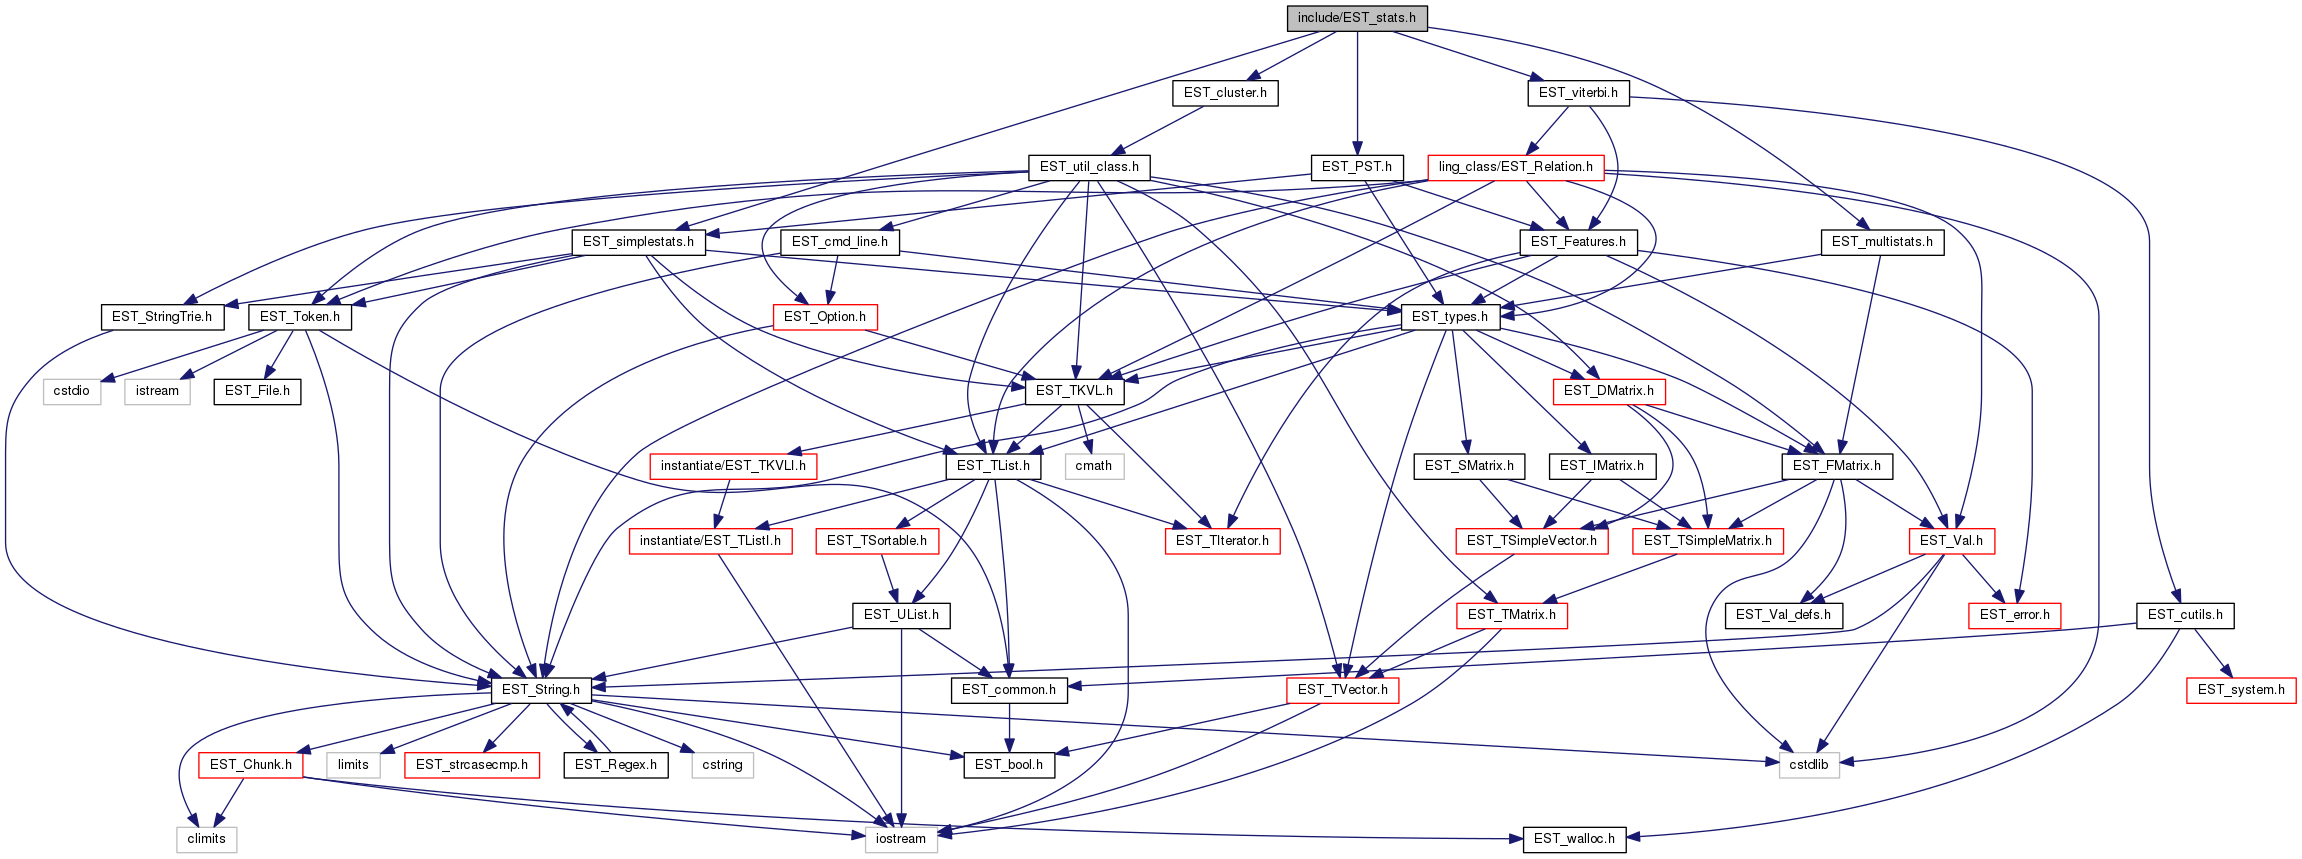 include/EST_stats.h
EST_cluster.h
EST_viterbi.h
EST_util_class.h
EST_PST.h
ling_class/EST_Relation.h
EST_simplestats.h
EST_cmd_line.h
EST_Features.h
EST_multistats.h
EST_StringTrie.h
EST_Token.h
EST_Option.h
EST_types.h
cstdio
istream
EST_File.h
EST_TKVL.h
EST_DMatrix.h
instantiate/EST_TKVLI.h
EST_TList.h
cmath
EST_SMatrix.h
EST_IMatrix.h
EST_FMatrix.h
instantiate/EST_TListI.h
EST_TSortable.h
EST_TIterator.h
EST_TSimpleVector.h
EST_TSimpleMatrix.h
EST_Val.h
EST_UList.h
EST_TMatrix.h
EST_Val_defs.h
EST_error.h
EST_cutils.h
EST_String.h
EST_common.h
EST_TVector.h
EST_system.h
EST_Chunk.h
limits
EST_strcasecmp.h
EST_Regex.h
cstring
EST_bool.h
cstdlib
climits
iostream
EST_walloc.h